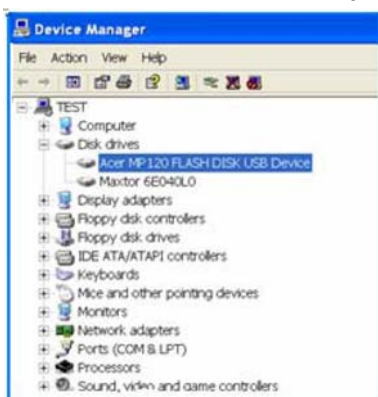 Device Manager
File Action View Help
TEST
Computer
Disk drives
Acer MP120 FLASH DISK USB Device
Maxtor 6E040L0
Display adapters
Floppy disk controllers
Floppy disk drives
IDE ATA/ATAPI controllers
Keyboards
Mice and other pointing devices
Monitors
Network adapters
Ports (COM & LPT)
Processors
Sound, video and game controllers